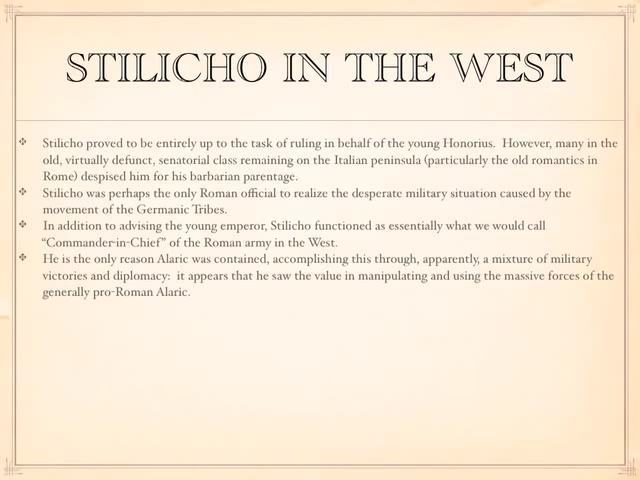 STILICHO IN THE WEST
❖ Stilicho proved to be entirely up to the task of ruling in behalf of the young Honorius.  However, many in the
old, virtually defunct, senatorial class remaining on the Italian peninsula (particularly the old romantics in
Rome) despised him for his barbarian parentage.
❖ Stilicho was perhaps the only Roman official to realize the desperate military situation caused by the
movement of the Germanic Tribes.
❖ In addition to advising the young emperor, Stilicho functioned as essentially what we would call
“Commander-in-Chief” of the Roman army in the West.
❖ He is the only reason Alaric was contained, accomplishing this through, apparently, a mixture of military
victories and diplomacy:  it appears that he saw the value in manipulating and using the massive forces of the
generally pro-Roman Alaric.